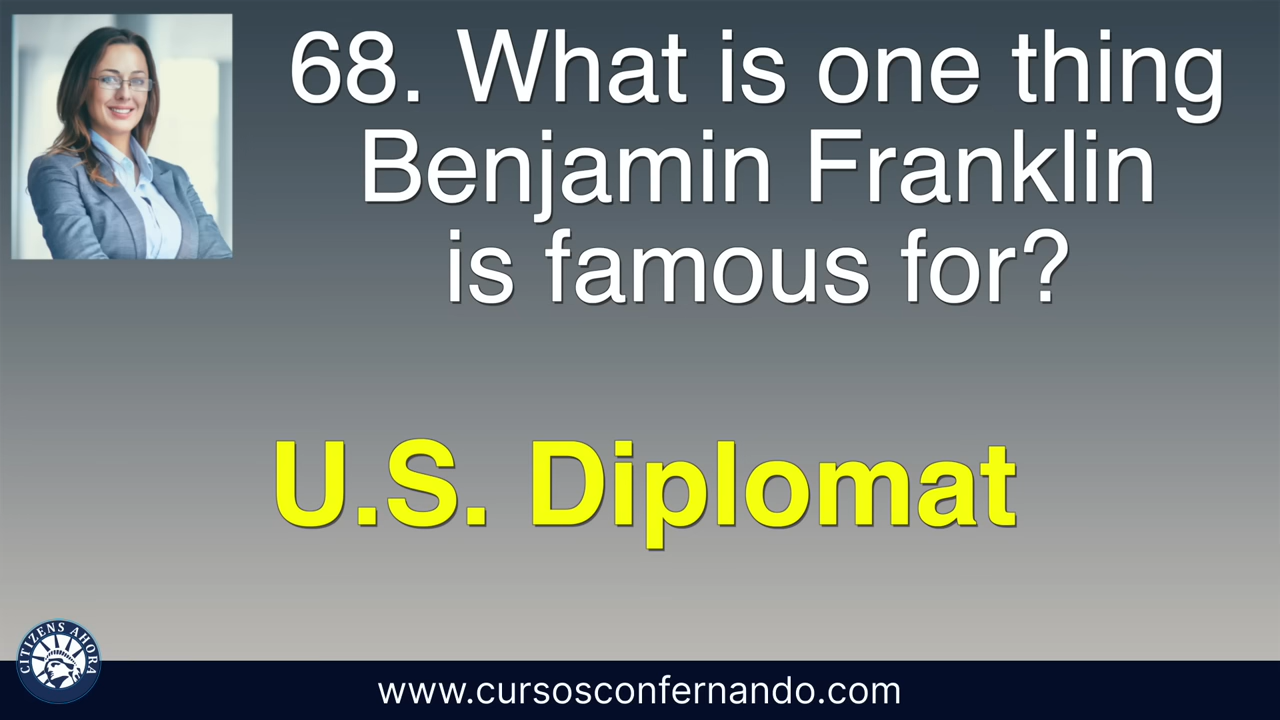 68. What is one thing
Benjamin Franklin
is famous for?
U.S. Diplomat
CITIZENS AHORA
www.cursosconfernando.com